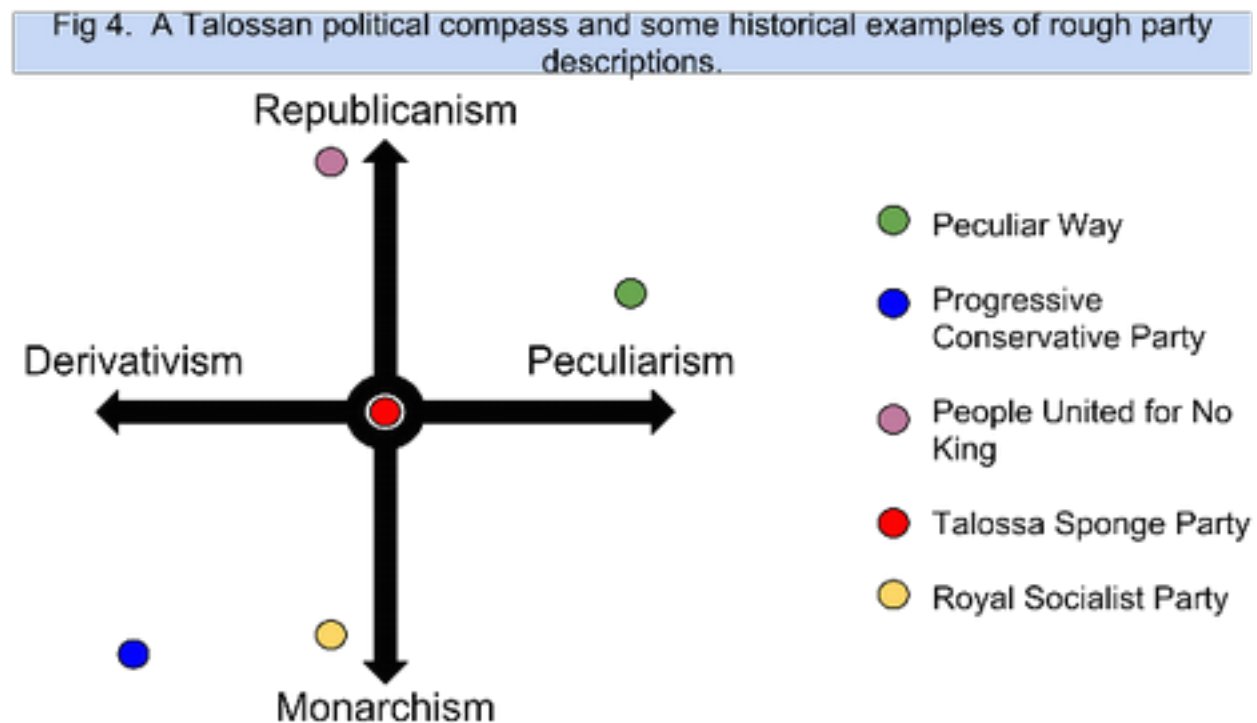 Fig 4. A Talossan political compass and some historical examples of rough party
descriptions.
Republicanism
Derivativism
Peculiarism
Monarchism
Peculiar Way
Progressive
Conservative Party
People United for No
King
Talossa Sponge Party
Royal Socialist Party